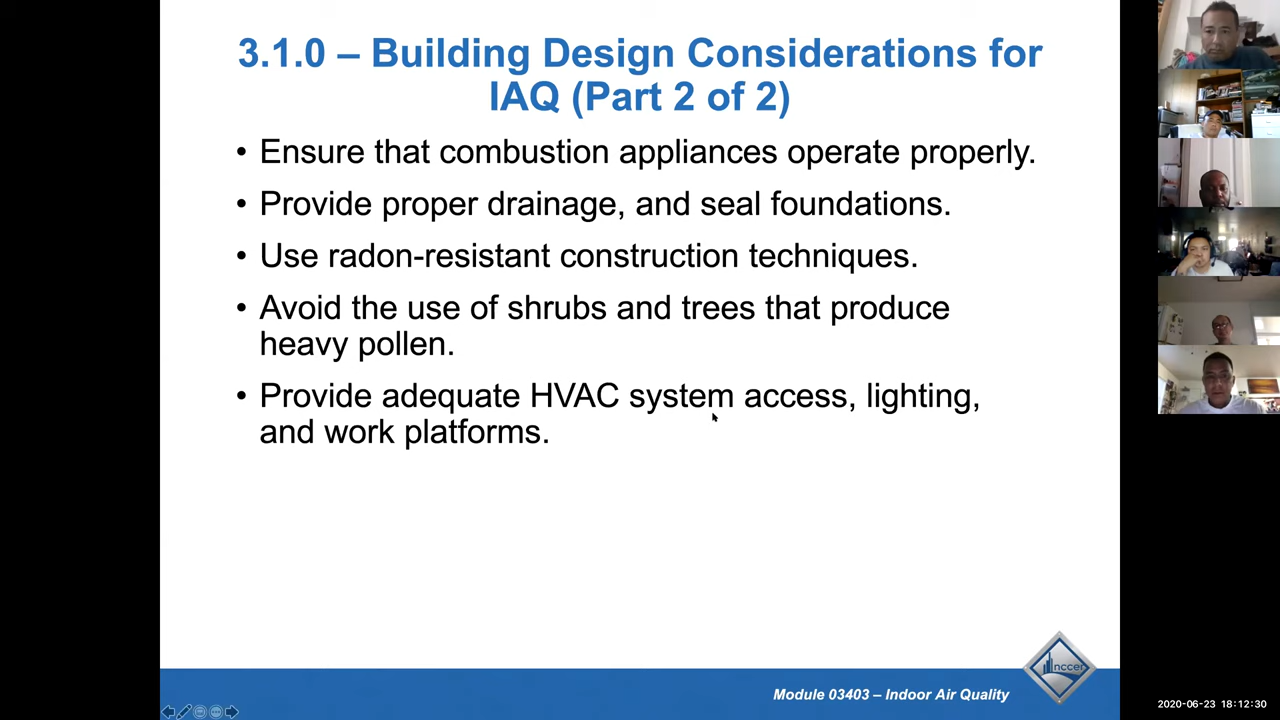 3.1.0 – Building Design Considerations for
IAQ (Part 2 of 2)
• Ensure that combustion appliances operate properly.
• Provide proper drainage, and seal foundations.
• Use radon-resistant construction techniques.
• Avoid the use of shrubs and trees that produce
heavy pollen.
• Provide adequate HVAC system access, lighting,
and work platforms.
nccer
Module 03403 – Indoor Air Quality
2020-06-23 18:12:30